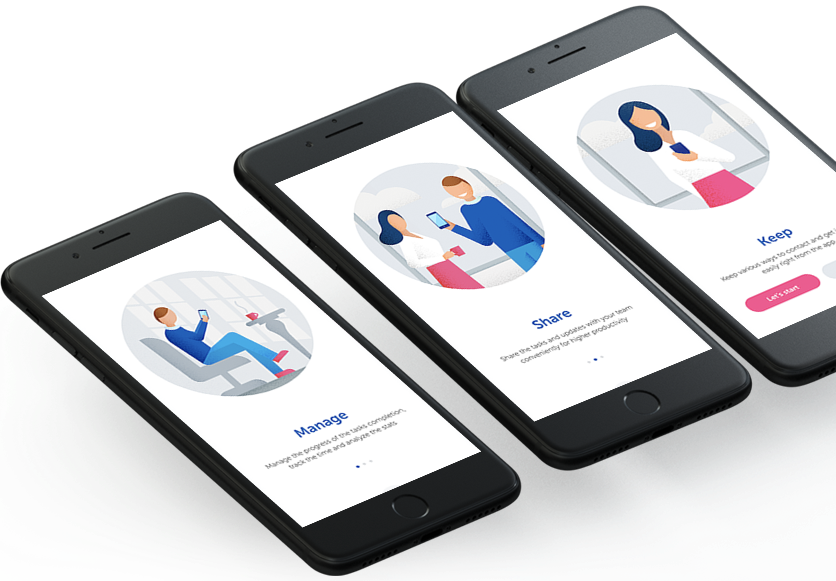 Manage
Manage the progress of the tasks completion,
track the time and analyze the stats
Share
Share the tasks and updates with your team
conveniently for higher productivity
Keep
Keep various ways to contact and get
easily right from the app
Let's start